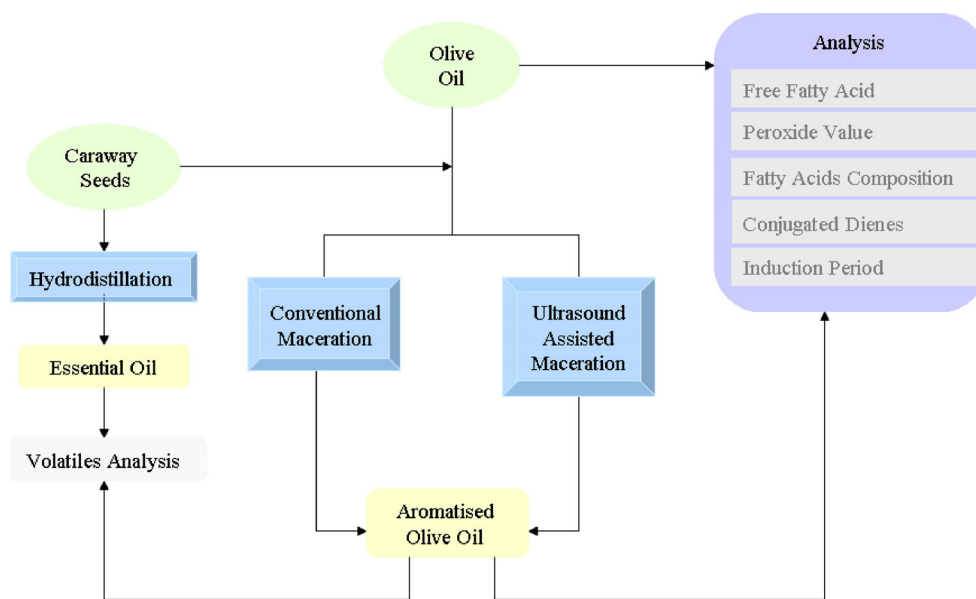 Olive
Oil
Analysis
Free Fatty Acid
Peroxide Value
Fatty Acids Composition
Conjugated Dienes
Induction Period
Caraway
Seeds
Hydrodistillation
Essential Oil
Volatiles Analysis
Conventional
Maceration
Ultrasound
Assisted
Maceration
Aromatised
Olive Oil